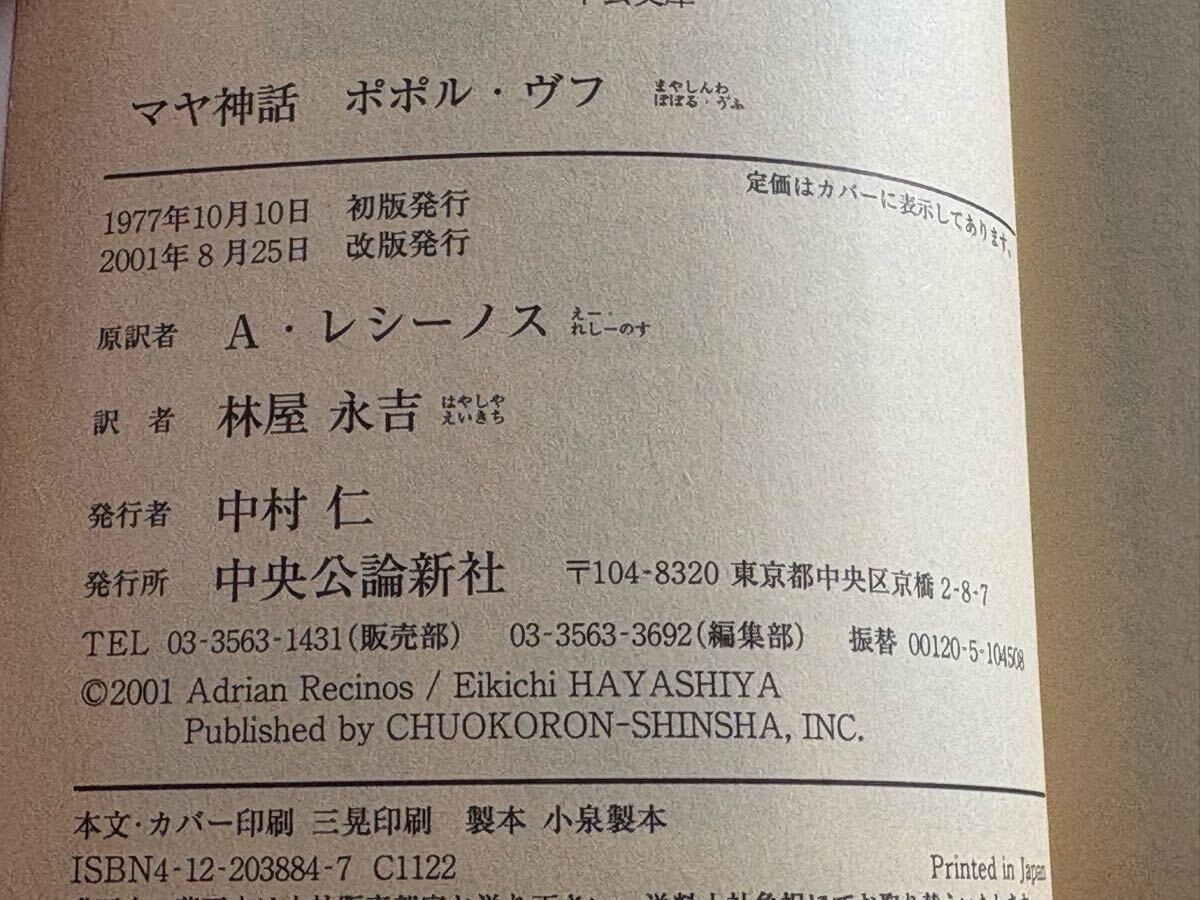 中公文庫
マヤ神話 ポポル・ヴフ まやしんわ ぽぽる・ゔふ
定価はカバーに表示してあります。
1977年10月10日 初版発行
2001年8月25日 改版発行
原訳者 A・レシーノス えー・れしーのす
訳者 林屋 永吉 はやしや えいきち
発行者 中村 仁
発行所 中央公論新社 〒104-8320 東京都中央区京橋2-8-7
TEL 03-3563-1431(販売部) 03-3563-3692(編集部) 振替 00120-5-104508
©2001 Adrian Recinos / Eikichi HAYASHIYA
Published by CHUOKORON-SHINSHA, INC.
本文・カバー印刷 三晃印刷 製本 小泉製本
ISBN4-12-203884-7 C1122 Printed in Japan